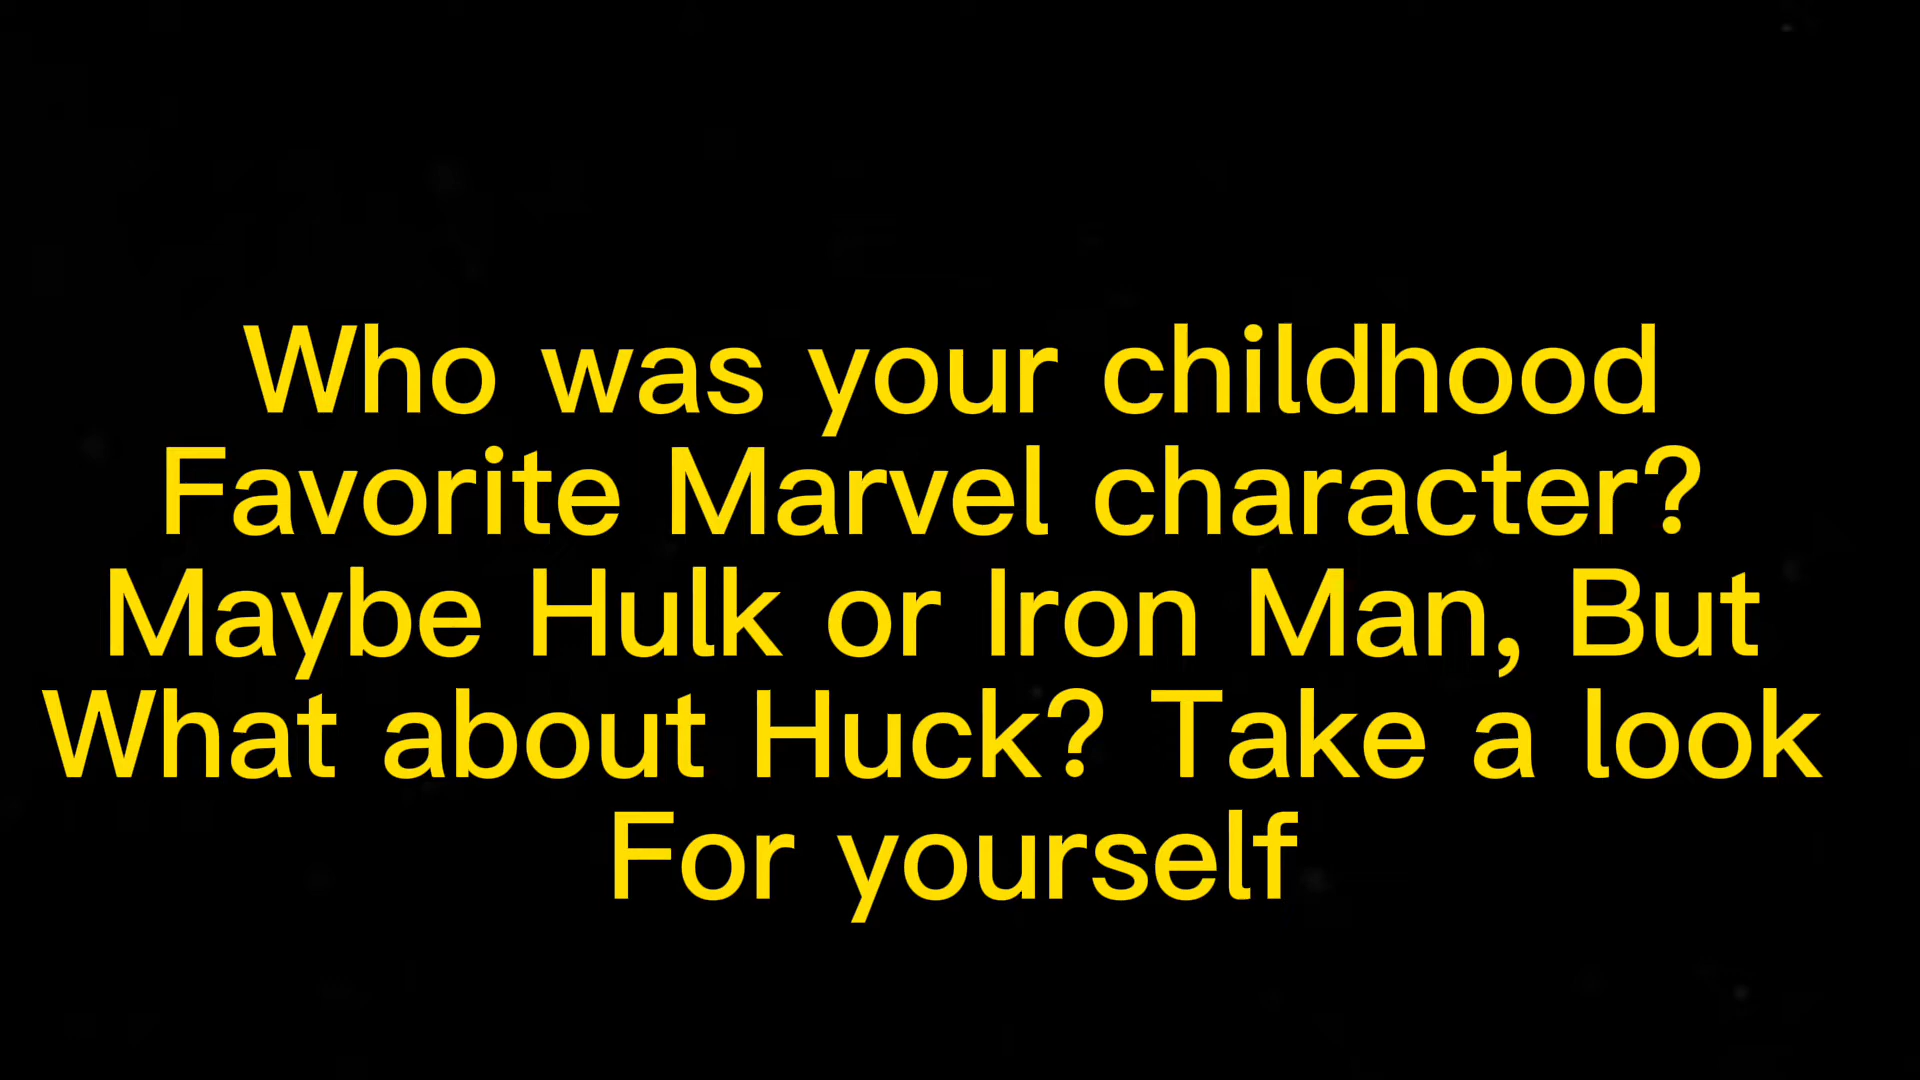 Who was your childhood
Favorite Marvel character?
Maybe Hulk or Iron Man, But
What about Huck? Take a look
For yourself